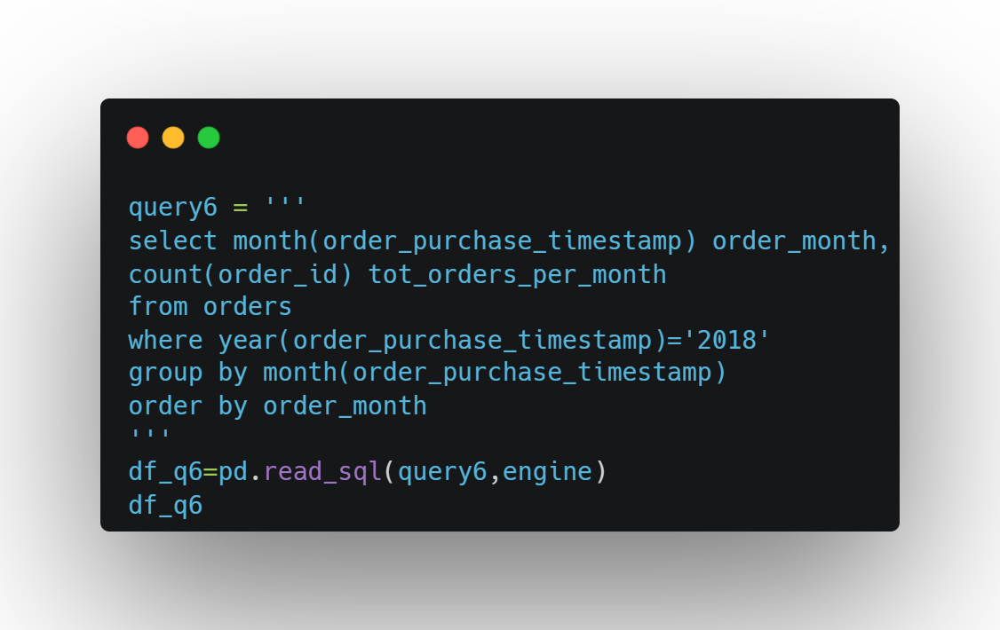 query6 = '''
select month(order_purchase_timestamp) order_month,
count(order_id) tot_orders_per_month
from orders
where year(order_purchase_timestamp)='2018'
group by month(order_purchase_timestamp)
order by order_month
'''
df_q6=pd.read_sql(query6,engine)
df_q6